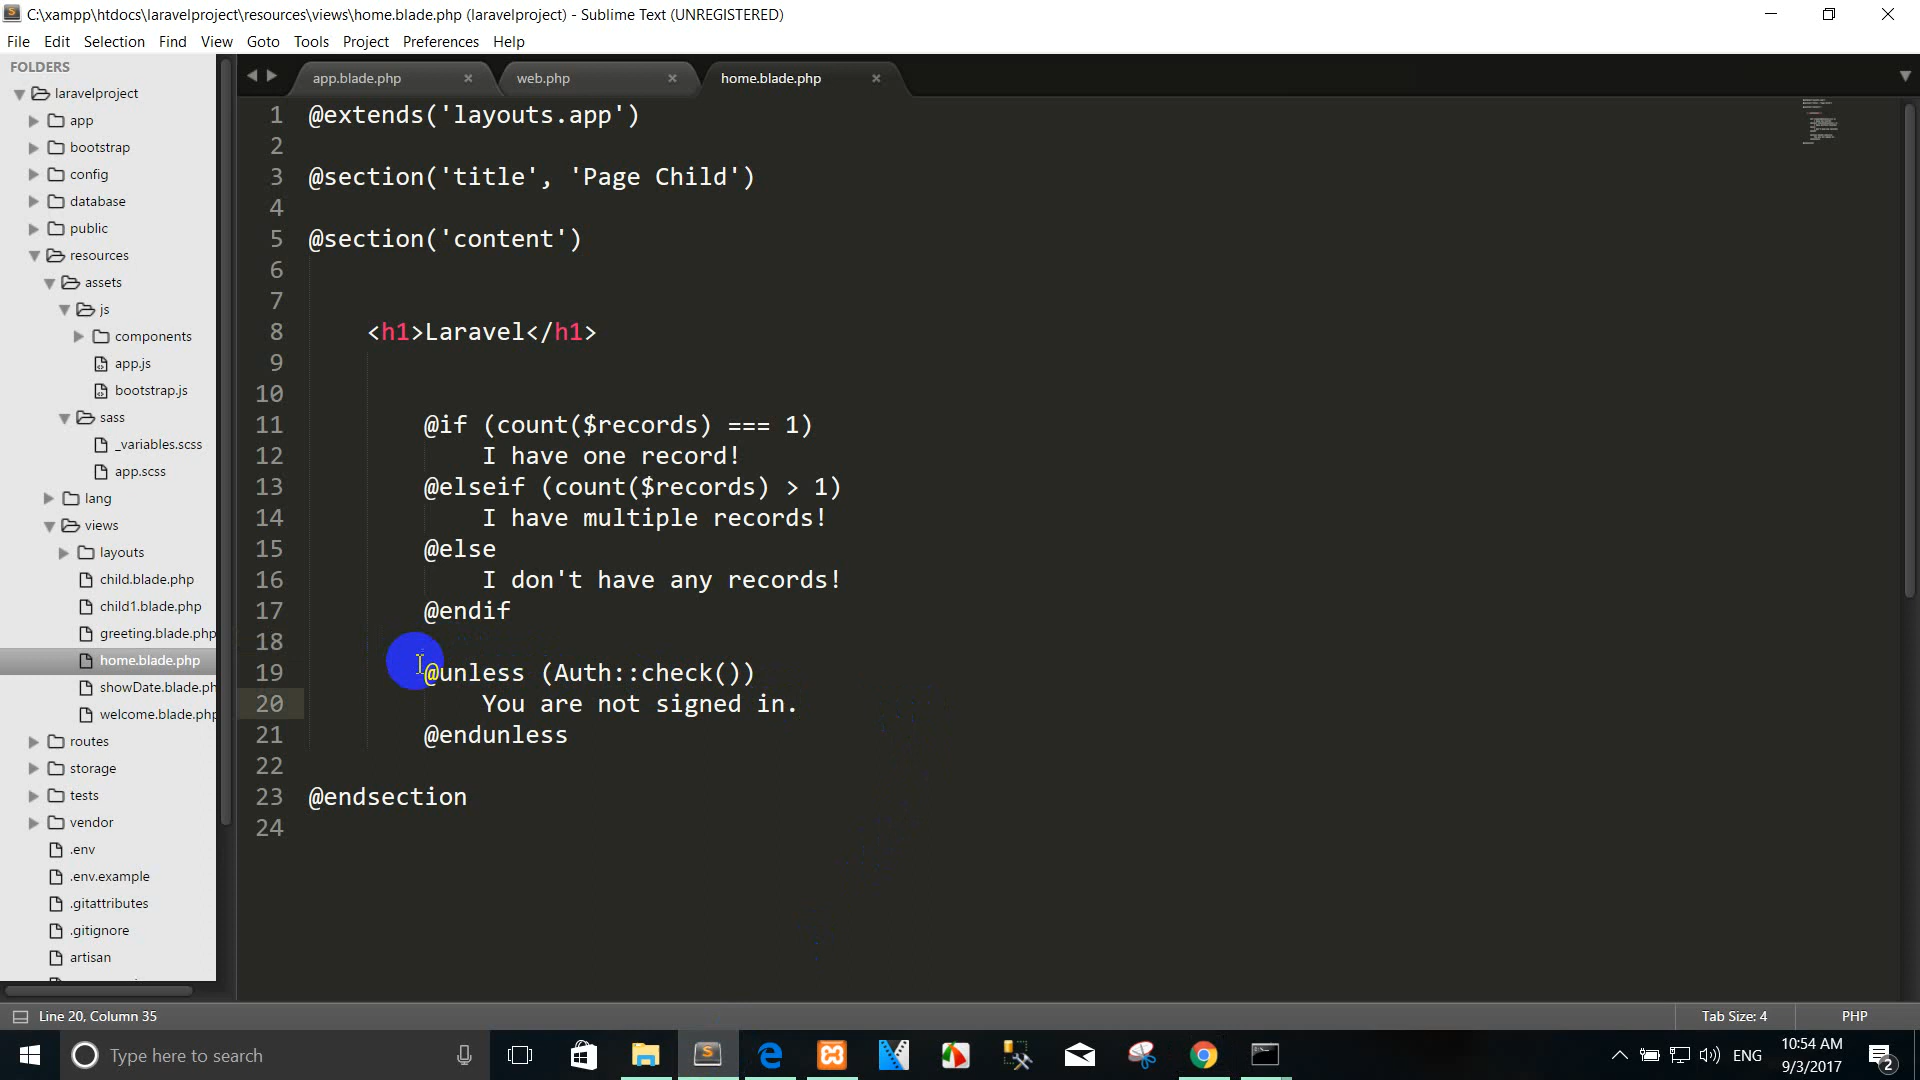 C:\xampp\htdocs\laravelproject\resources\views\home.blade.php (laravelproject) - Sublime Text (UNREGISTERED)
File Edit Selection Find View Goto Tools Project Preferences Help
FOLDERS
laravelproject
app
bootstrap
config
database
public
resources
assets
js
components
app.js
bootstrap.js
sass
_variables.scss
app.scss
lang
views
layouts
child.blade.php
child1.blade.php
greeting.blade.php
home.blade.php
showDate.blade.ph
welcome.blade.php
routes
storage
tests
vendor
.env
.env.example
.gitattributes
.gitignore
artisan
app.blade.php web.php home.blade.php
1 @extends('layouts.app')
2
3 @section('title', 'Page Child')
4
5 @section('content')
6
7
8 <h1>Laravel</h1>
9
10
11 @if (count($records) === 1)
12 I have one record!
13 @elseif (count($records) > 1)
14 I have multiple records!
15 @else
16 I don't have any records!
17 @endif
18
19 @unless (Auth::check())
20 You are not signed in.
21 @endunless
22
23 @endsection
24
Line 20, Column 35 Tab Size: 4 PHP
Type here to search
ENG
10:54 AM
9/3/2017
2